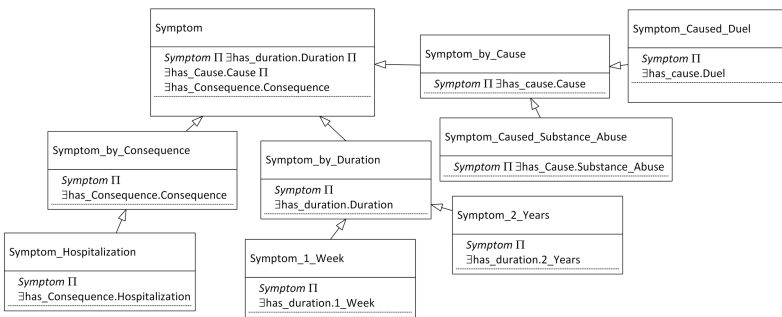 Symptom
Symptom Π ∃has_duration.Duration Π
∃has_Cause.Cause Π
∃has_Consequence.Consequence
Symptom_by_Cause
Symptom Π ∃has_cause.Cause
Symptom_Caused_Duel
Symptom Π
∃has_cause.Duel
Symptom_Caused_Substance_Abuse
Symptom Π ∃has_Cause.Substance_Abuse
Symptom_by_Consequence
Symptom Π
∃has_Consequence.Consequence
Symptom_by_Duration
Symptom Π
∃has_duration.Duration
Symptom_2_Years
Symptom Π
∃has_duration.2_Years
Symptom_Hospitalization
Symptom Π
∃has_Consequence.Hospitalization
Symptom_1_Week
Symptom Π
∃has_duration.1_Week